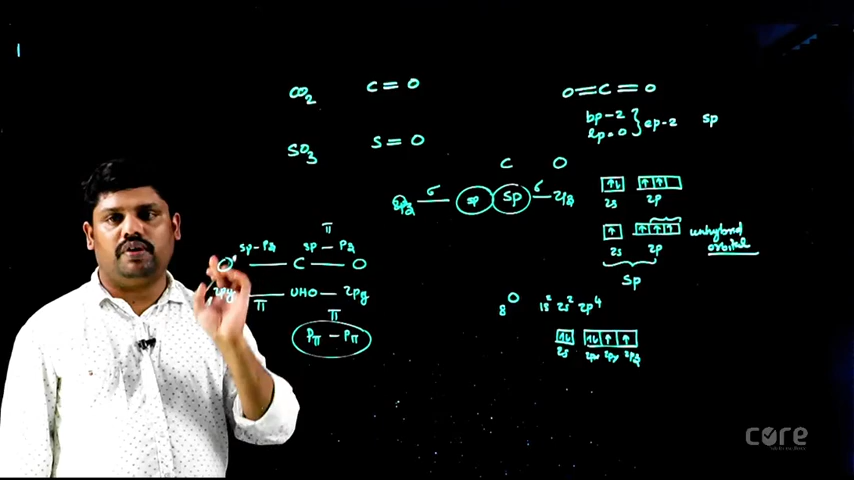 CO2 C = O
SO3 S = O
O = C = O
bp - 2
lp = 0
ep - 2 sp
C O
2pz σ sp sp σ 2pz
2s 2p
2s 2p
unhybrid
orbital
sp
8O 1s2 2s2 2p4
2s 2px 2py 2pz
π
sp - pz sp - pz
O C O
2py π UHO 2py
π
Pπ - Pπ
core